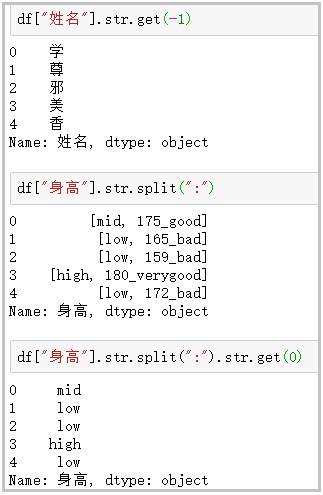 df["姓名"].str.get(-1)
0    学
1    尊
2    邪
3    美
4    香
Name: 姓名, dtype: object
df["身高"].str.split(":")
0         [mid, 175_good]
1          [low, 165_bad]
2          [low, 159_bad]
3    [high, 180_verygood]
4          [low, 172_bad]
Name: 身高, dtype: object
df["身高"].str.split(":").str.get(0)
0     mid
1     low
2     low
3    high
4     low
Name: 身高, dtype: object